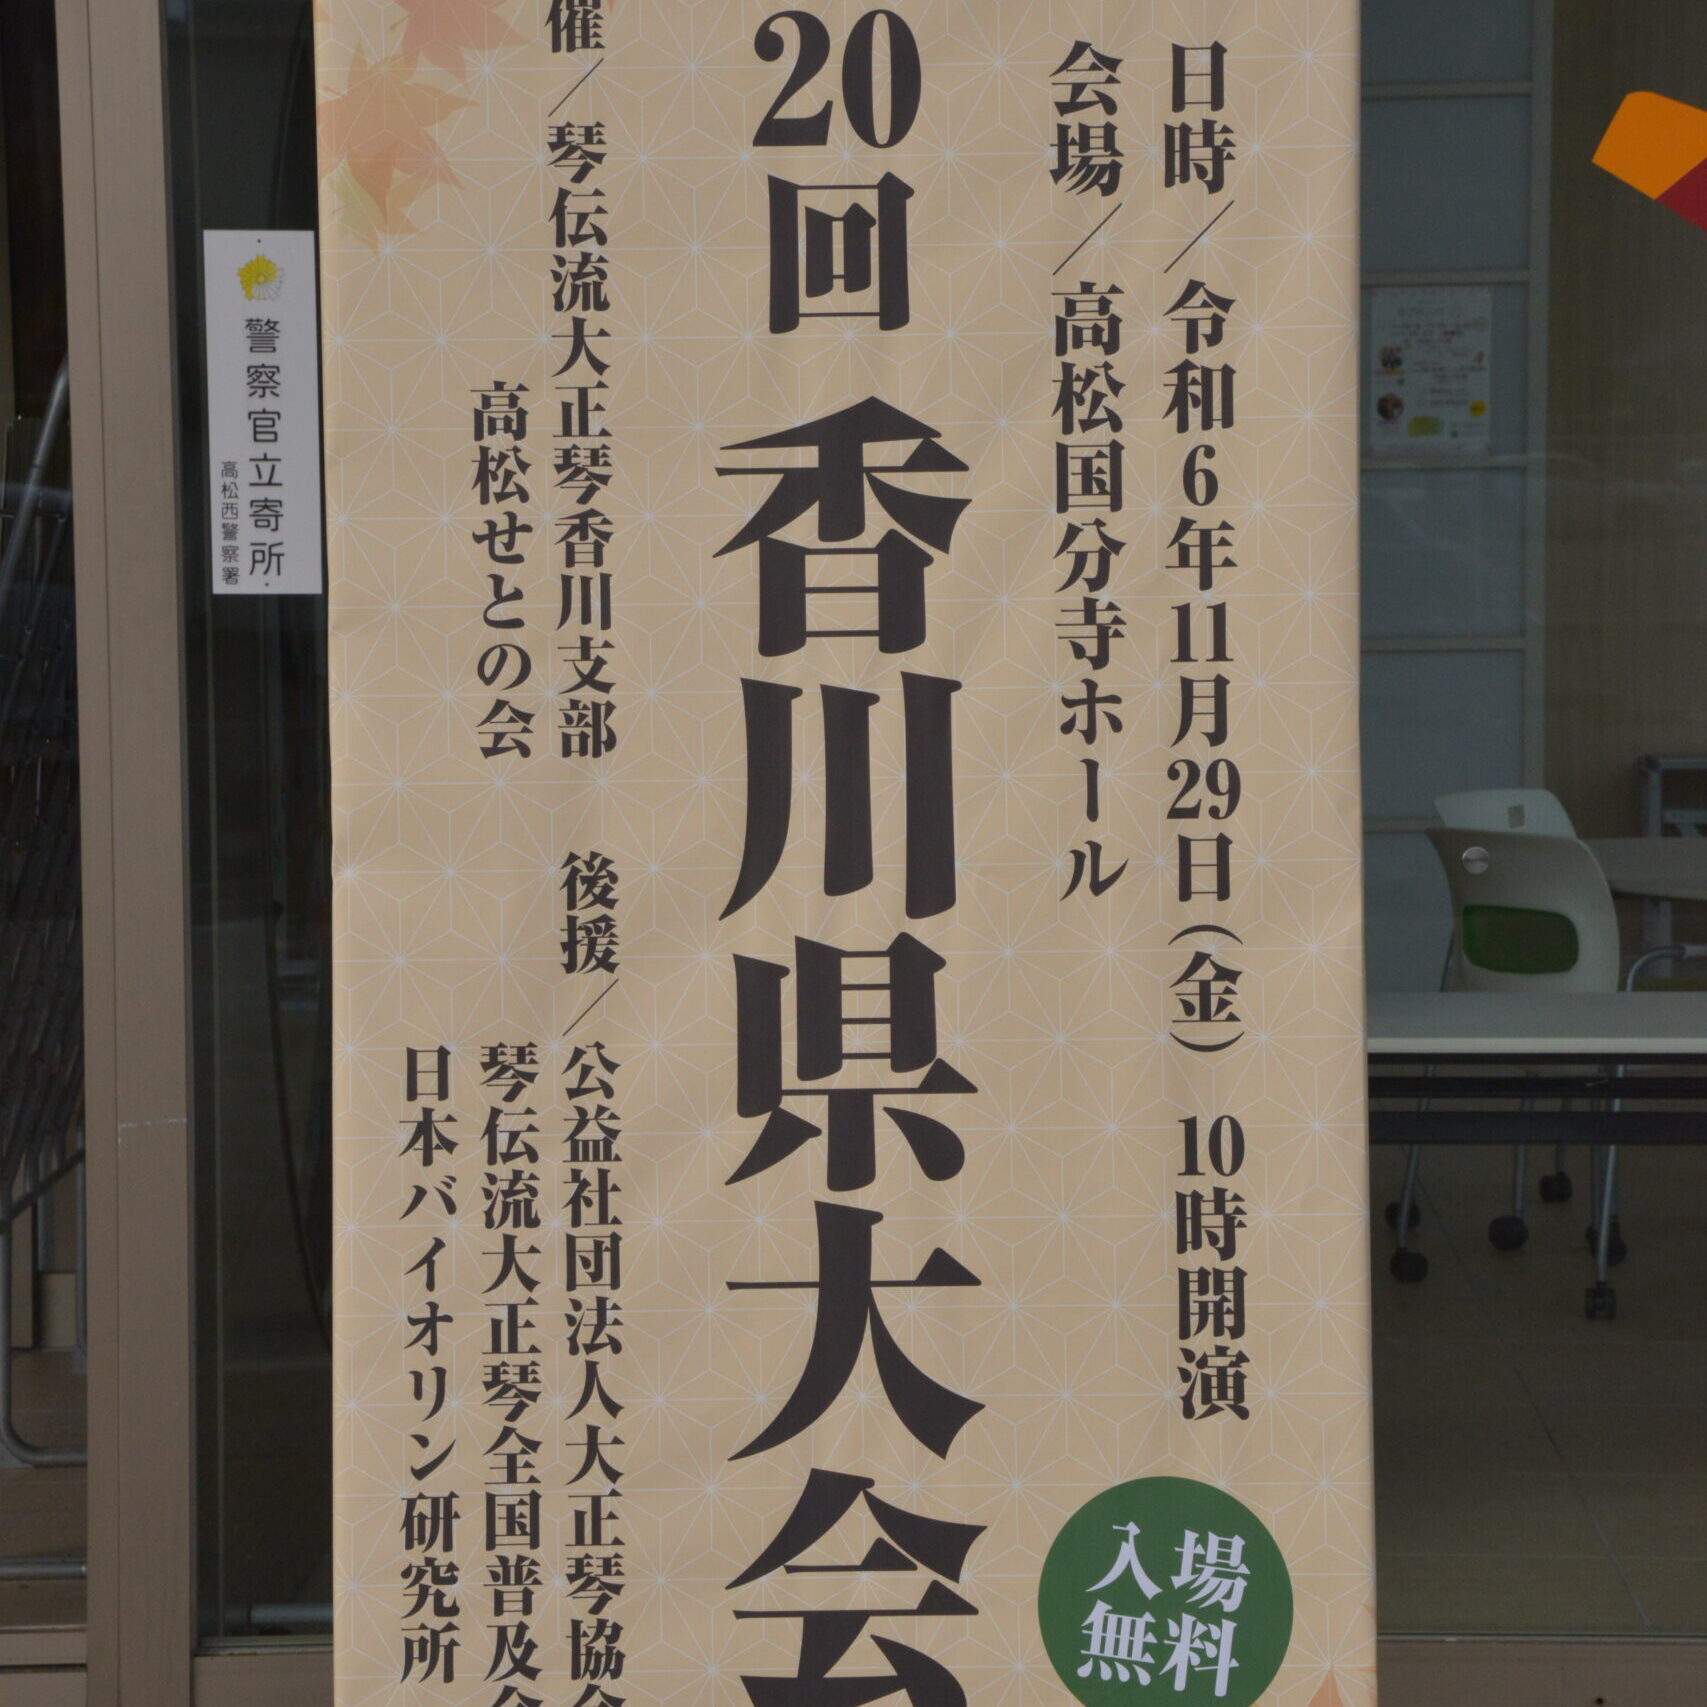 日時／令和6年11月29日(金) 10時開演
会場／高松国分寺ホール
20回 香川県大会
催／琴伝流大正琴香川支部
高松せとの会
後援／公益社団法人大正琴協会
琴伝流大正琴全国普及会
日本バイオリン研究所
入場
無料
警察官立寄所
高松西警察署